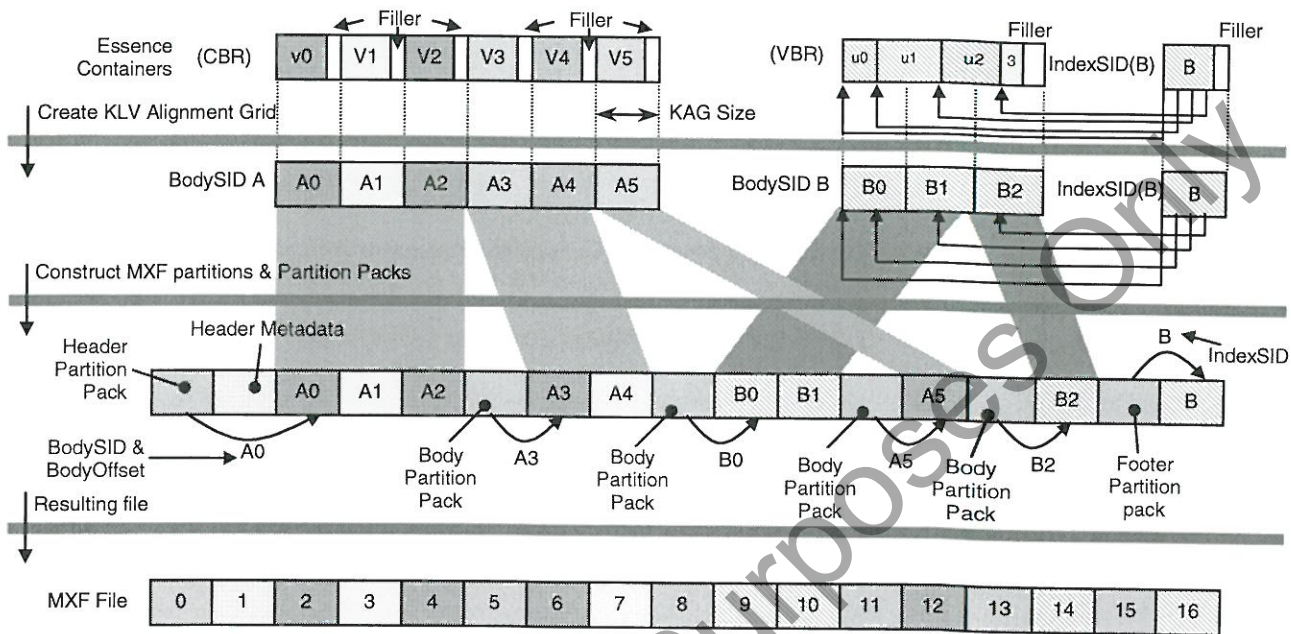 Essence Containers
(CBR)
Filler
Filler
v0 V1 V2 V3 V4 V5
(VBR)
Filler
u0 u1 u2 3
IndexSID(B)
B
Filler
Create KLV Alignment Grid
KAG Size
BodySID A
A0 A1 A2 A3 A4 A5
BodySID B
B0 B1 B2
IndexSID(B)
B
Construct MXF partitions & Partition Packs
Header Partition Pack
Header Metadata
B
IndexSID
A0 A1 A2 A3 A4 B0 B1 A5 B2 B
BodySID & BodyOffset
A0
Body Partition Pack
A3
Body Partition Pack
B0
Body Partition Pack
A5
Body Partition Pack
B2
Footer Partition pack
Resulting file
MXF File
0 1 2 3 4 5 6 7 8 9 10 11 12 13 14 15 16
urposes Only